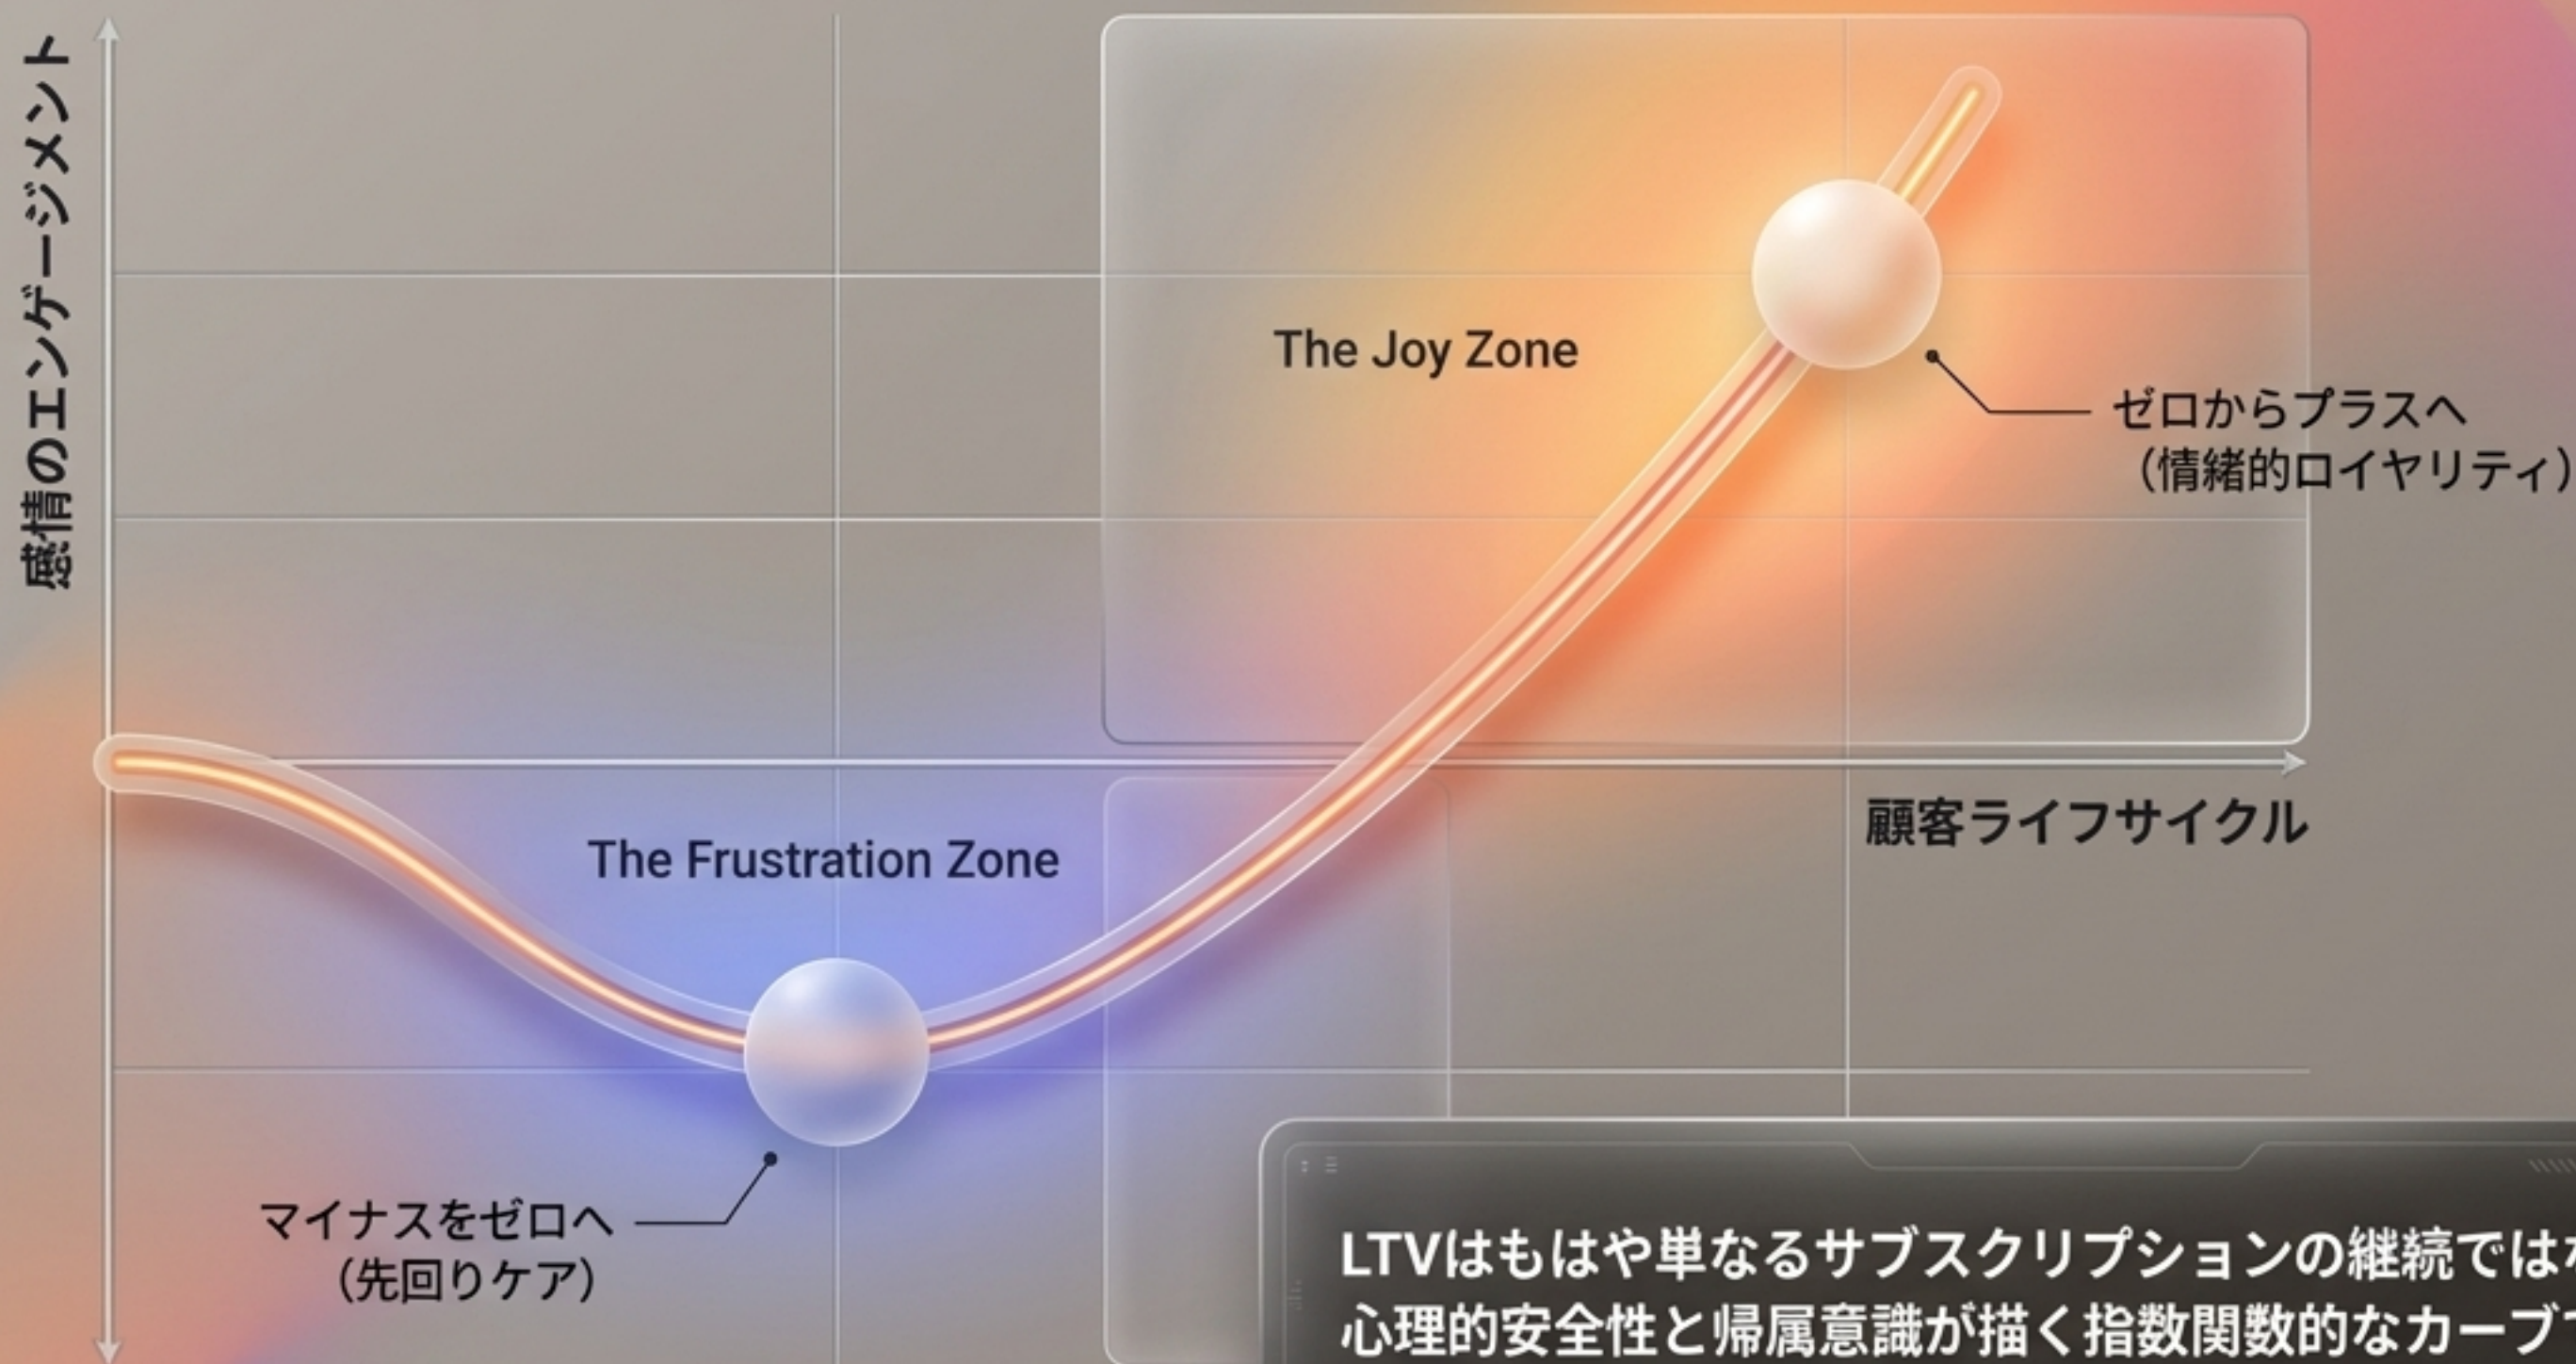 感情のエンゲージメント
The Joy Zone
ゼロからプラスへ
（情緒的ロイヤリティ）
顧客ライフサイクル
The Frustration Zone
マイナスをゼロへ
（先回りケア）
LTVはもはや単なるサブスクリプションの継続では
心理的安全性と帰属意識が描く指数関数的なカーブ